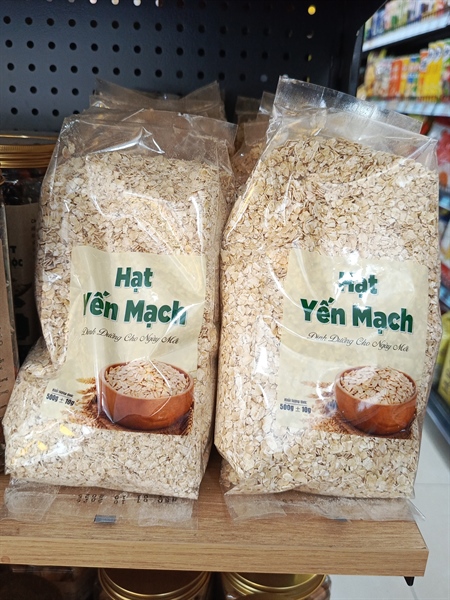 Hạt
Yến Mạch
Dinh Dưỡng Cho Ngày Mới
500g ± 10g
Hạt
Yến Mạch
Dinh Dưỡng Cho Ngày Mới
500g ± 10g